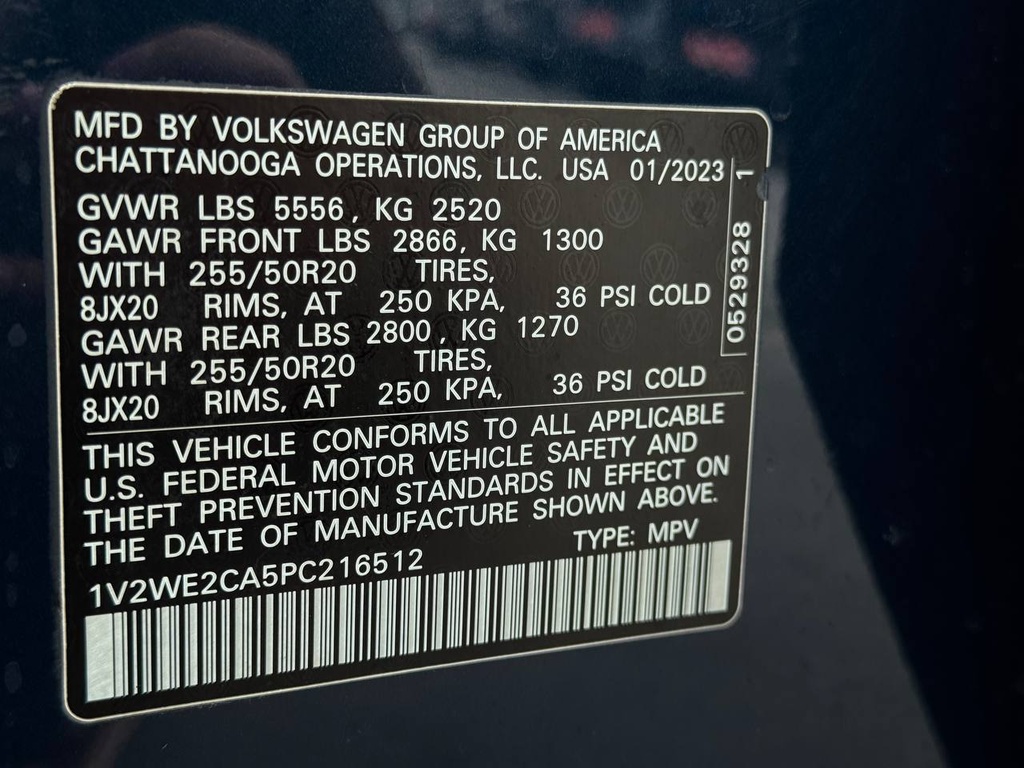 MFD BY VOLKSWAGEN GROUP OF AMERICA
CHATTANOOGA OPERATIONS, LLC. USA 01/2023
GVWR LBS 5556, KG 2520
GAWR FRONT LBS 2866, KG 1300
WITH 255/50R20 TIRES,
8JX20 RIMS, AT 250 KPA, 36 PSI COLD
GAWR REAR LBS 2800, KG 1270
WITH 255/50R20 TIRES,
8JX20 RIMS, AT 250 KPA, 36 PSI COLD
0529328 1
THIS VEHICLE CONFORMS TO ALL APPLICABLE
U.S. FEDERAL MOTOR VEHICLE SAFETY AND
THEFT PREVENTION STANDARDS IN EFFECT ON
THE DATE OF MANUFACTURE SHOWN ABOVE.
1V2WE2CA5PC216512 TYPE: MPV